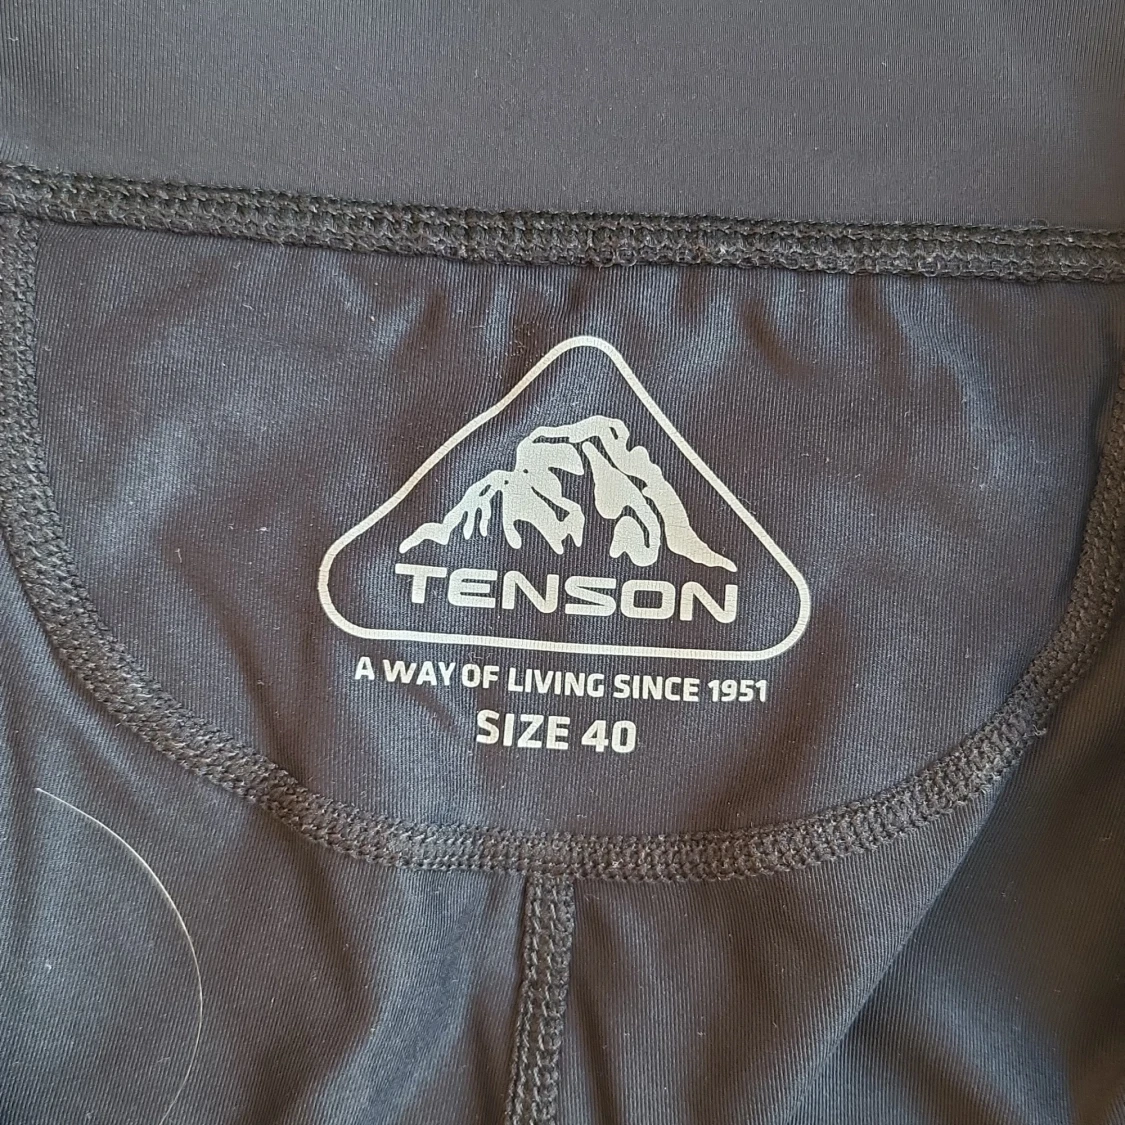 TENSON
A WAY OF LIVING SINCE 1951
SIZE 40